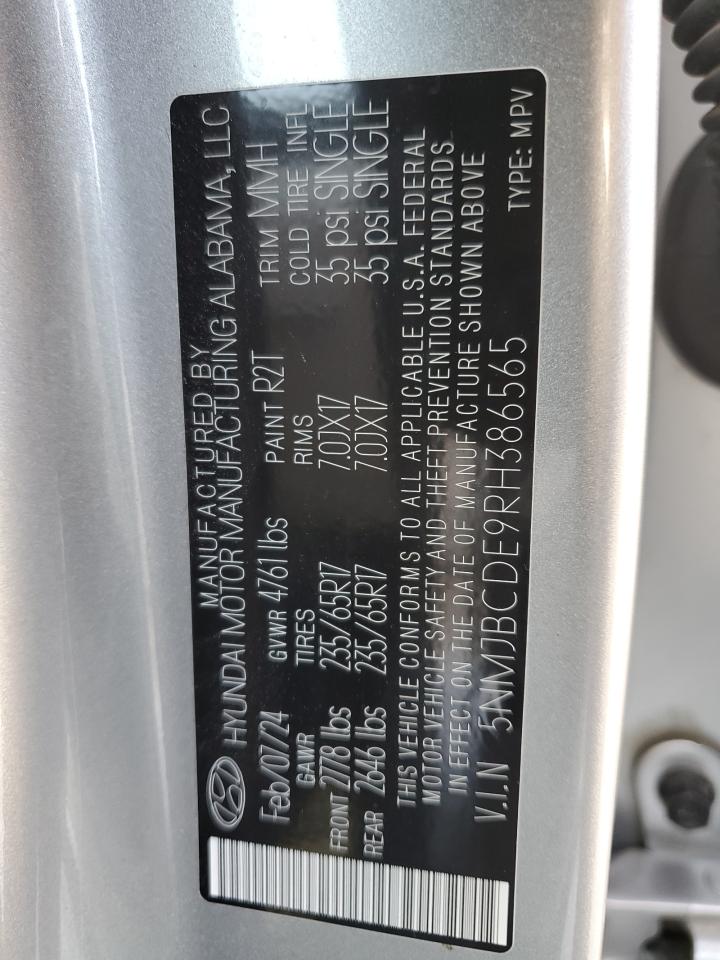 MANUFACTURED BY
HYUNDAI MOTOR MANUFACTURING ALABAMA, LLC
Feb/07/24 GVWR 4761 lbs PAINT R2T TRIM MMH
GAWR TIRES RIMS COLD TIRE INFL
FRONT 2778 lbs 235/65R17 7.0JX17 35 psi SINGLE
REAR 2646 lbs 235/65R17 7.0JX17 35 psi SINGLE
THIS VEHICLE CONFORMS TO ALL APPLICABLE U.S.A. FEDERAL
MOTOR VEHICLE SAFETY AND THEFT PREVENTION STANDARDS
IN EFFECT ON THE DATE OF MANUFACTURE SHOWN ABOVE
V.I.N 5NMJBCDE9RH386565 TYPE: MPV